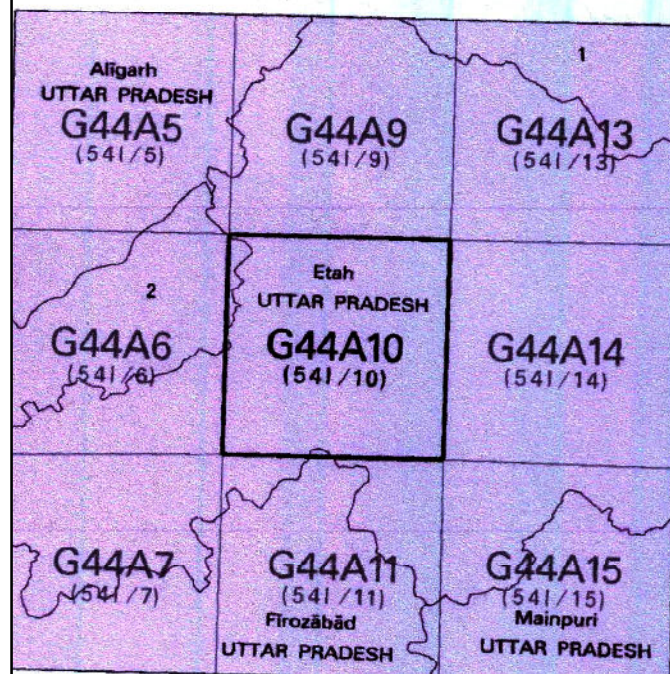 Alīgarh
UTTAR PRADESH
G44A5
(54I/5)
G44A9
(54I/9)
1
G44A13
(54I/13)
2
G44A6
(54I/6)
Etah
UTTAR PRADESH
G44A10
(54I/10)
G44A14
(54I/14)
G44A7
(54I/7)
G44A11
(54I/11)
Fīrozābād
UTTAR PRADESH
G44A15
(54I/15)
Mainpuri
UTTAR PRADESH